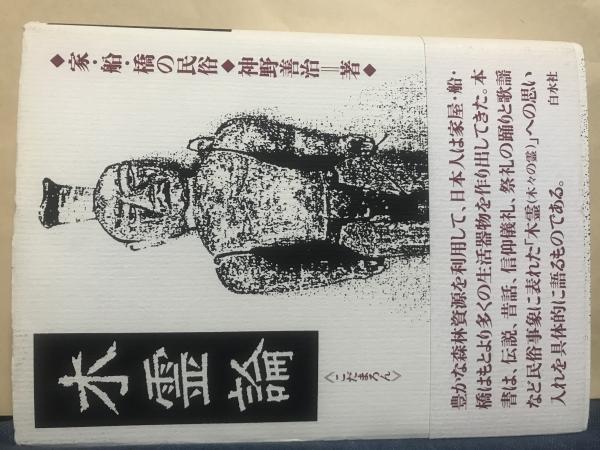 木霊論
〈こだまろん〉
◆家・船・橋の民俗◆神野善治＝著◆
豊かな森林資源を利用して、日本人は家屋・船・
橋はもとより多くの生活器物を作り出してきた。本
書は、伝説、昔話、信仰儀礼、祭礼の踊りと歌謡
など民俗事象に表れた「木霊(木々の霊)」への思い
入れを具体的に語るものである。
白水社